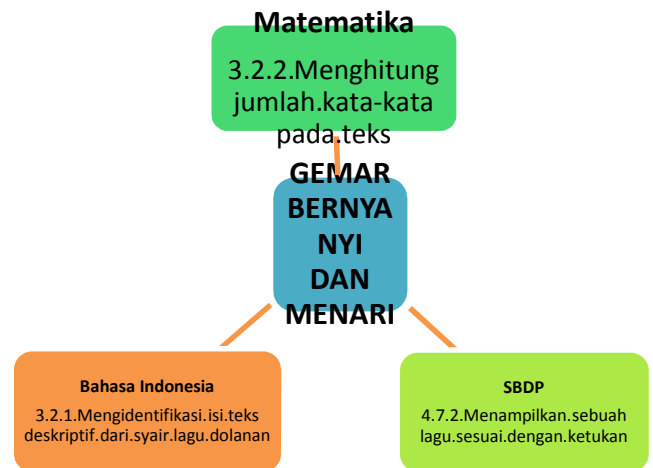 Matematika
3.2.2.Menghitung
jumlah.kata-kata
pada.teks
GEMAR
BERNYA
NYI
DAN
MENARI
Bahasa Indonesia
3.2.1.Mengidentifikasi.isi.teks
deskriptif.dari.syair.lagu.dolanan
SBDP
4.7.2.Menampilkan.sebuah
lagu.sesuai.dengan.ketukan